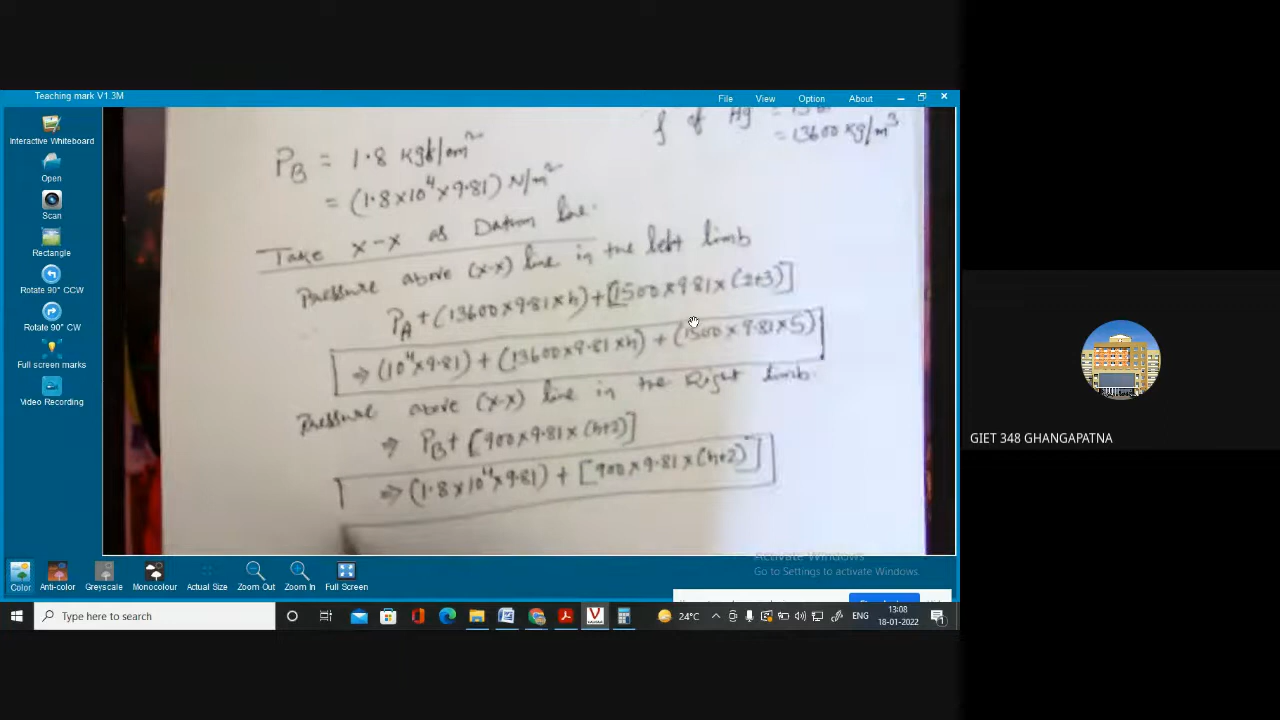 Teaching mark V1.3M
File View Option About
Interactive Whiteboard
Open
Scan
Rectangle
Rotate 90° CCW
Rotate 90° CW
Full screen marks
Video Recording
ρ of Hg =
= 13600 kg/m³
P_B = 1.8 kgf/cm²
= (1.8×10⁴×9.81) N/m²
Take x-x as Datum line.
Pressure above (x-x) line in the left limb
P_A + (13600×9.81×h) + [1500×9.81×(2+3)]
⇒ (10⁴×9.81) + (13600×9.81×h) + (1500×9.81×5)
Pressure above (x-x) line in the Right limb.
⇒ P_B + [900×9.81×(h+2)]
⇒ (1.8×10⁴×9.81) + [900×9.81×(h+2)]
GIET 348 GHANGAPATNA
Activate Windows
Go to Settings to activate Windows.
Color Anti-color Greyscale Monocolour Actual Size Zoom Out Zoom In Full Screen
Type here to search
24°C ENG 13:08
18-01-2022